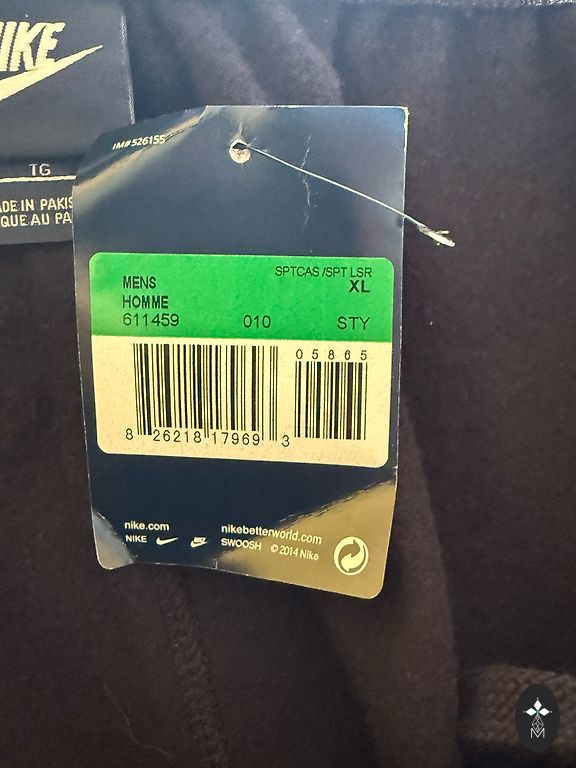 NIKE
TG
DE IN PAKIS
QUE AU PA
IM# 526155
SPTCAS /SPT LSR
MENS XL
HOMME
611459 010 STY
05865
8 26218 17969 3
nike.com nikebetterworld.com
NIKE SWOOSH © 2014 Nike
M